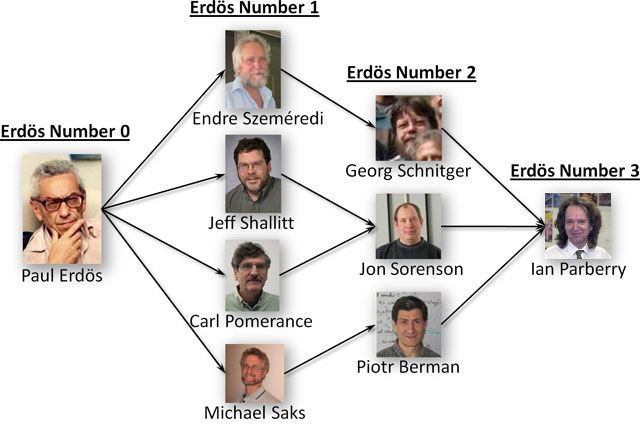 Erdös Number 1
Endre Szeméredi
Erdös Number 2
Georg Schnitger
Erdös Number 0
Paul Erdös
Jeff Shallitt
Erdös Number 3
Ian Parberry
Jon Sorenson
Carl Pomerance
Piotr Berman
Michael Saks